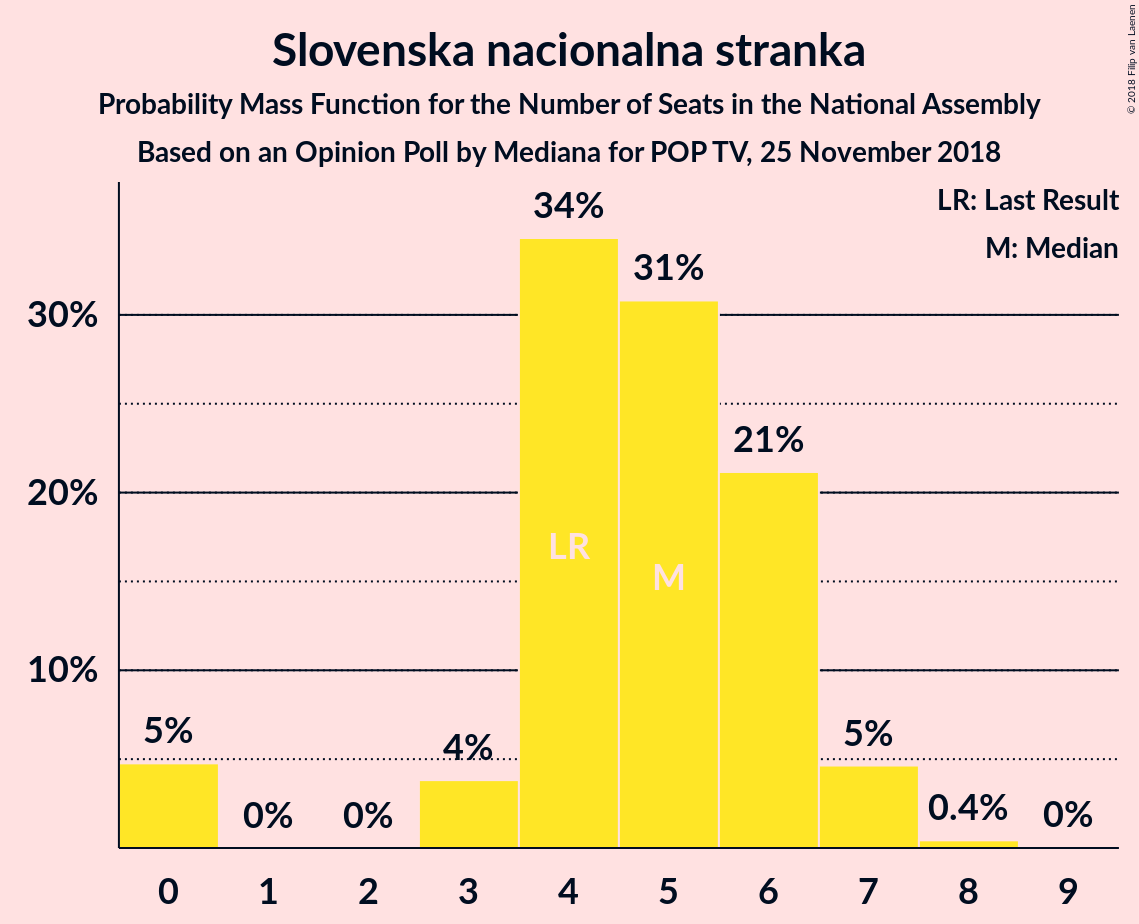 Slovenska nacionalna stranka
Probability Mass Function for the Number of Seats in the National Assembly
Based on an Opinion Poll by Mediana for POP TV, 25 November 2018
© 2018 Filip van Laenen
LR: Last Result
M: Median
34%
31%
30%
21%
20%
LR
M
10%
5%
0%
0%
4%
5%
0.4%
0%
0 1 2 3 4 5 6 7 8 9